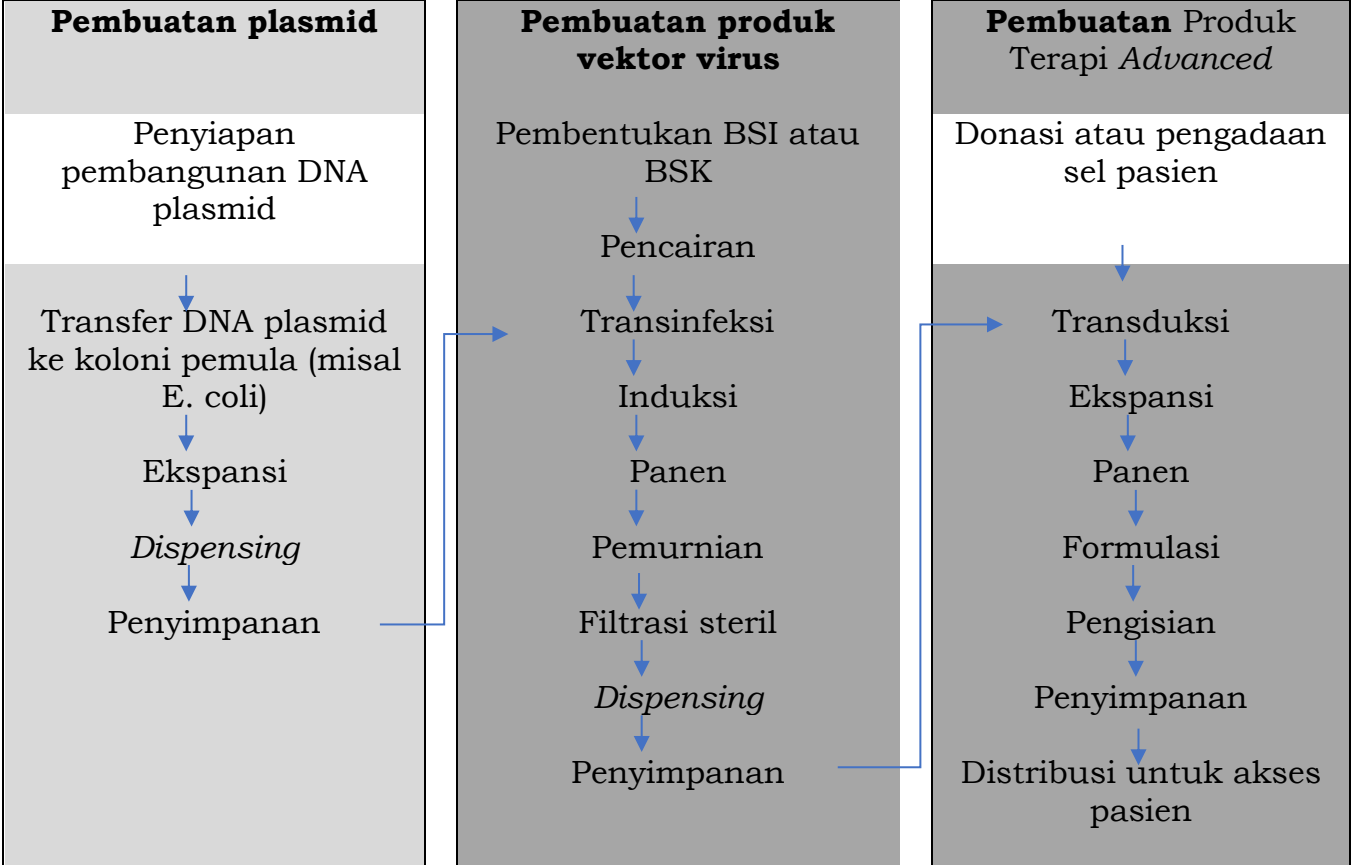 Pembuatan plasmid
Penyiapan
pembangunan DNA
plasmid
Transfer DNA plasmid
ke koloni pemula (misal
E. coli)
Ekspansi
Dispensing
Penyimpanan
Pembuatan produk
vektor virus
Pembentukan BSI atau
BSK
Pencairan
Transinfeksi
Induksi
Panen
Pemurnian
Filtrasi steril
Dispensing
Penyimpanan
Pembuatan Produk
Terapi Advanced
Donasi atau pengadaan
sel pasien
Transduksi
Ekspansi
Panen
Formulasi
Pengisian
Penyimpanan
Distribusi untuk akses
pasien